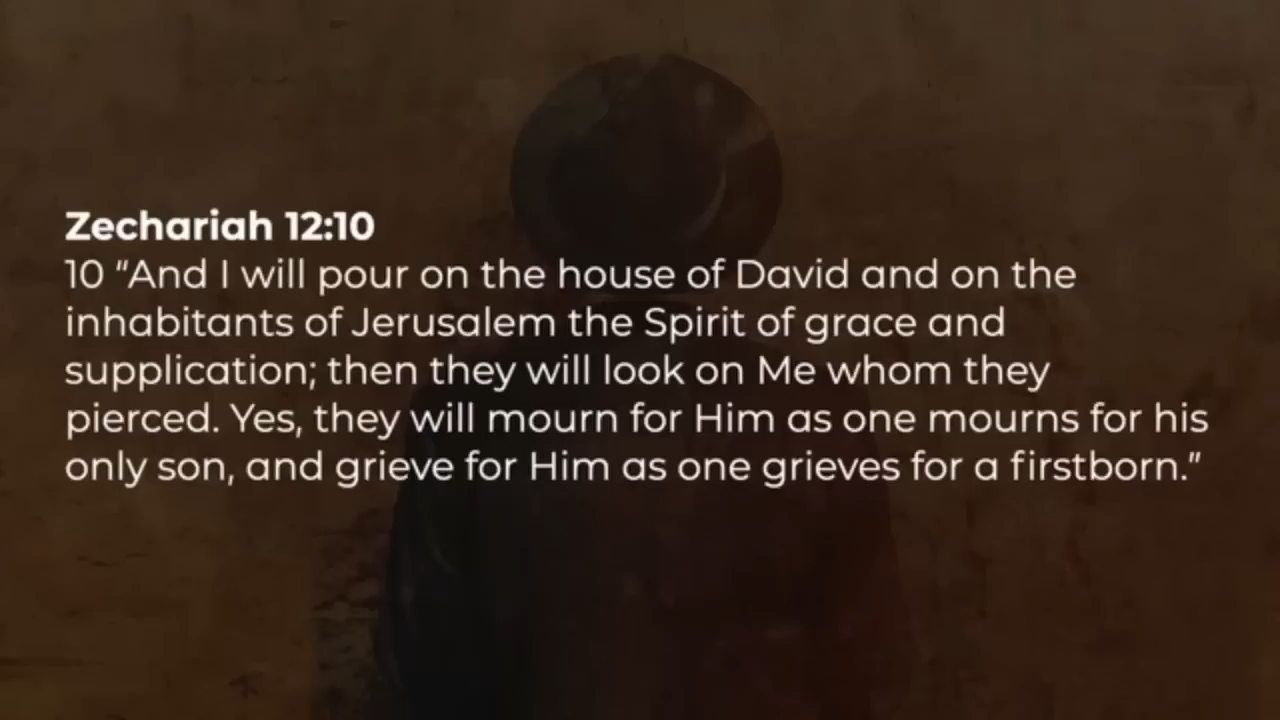 Zechariah 12:10
10 “And I will pour on the house of David and on the
inhabitants of Jerusalem the Spirit of grace and
supplication; then they will look on Me whom they
pierced. Yes, they will mourn for Him as one mourns for his
only son, and grieve for Him as one grieves for a firstborn.”